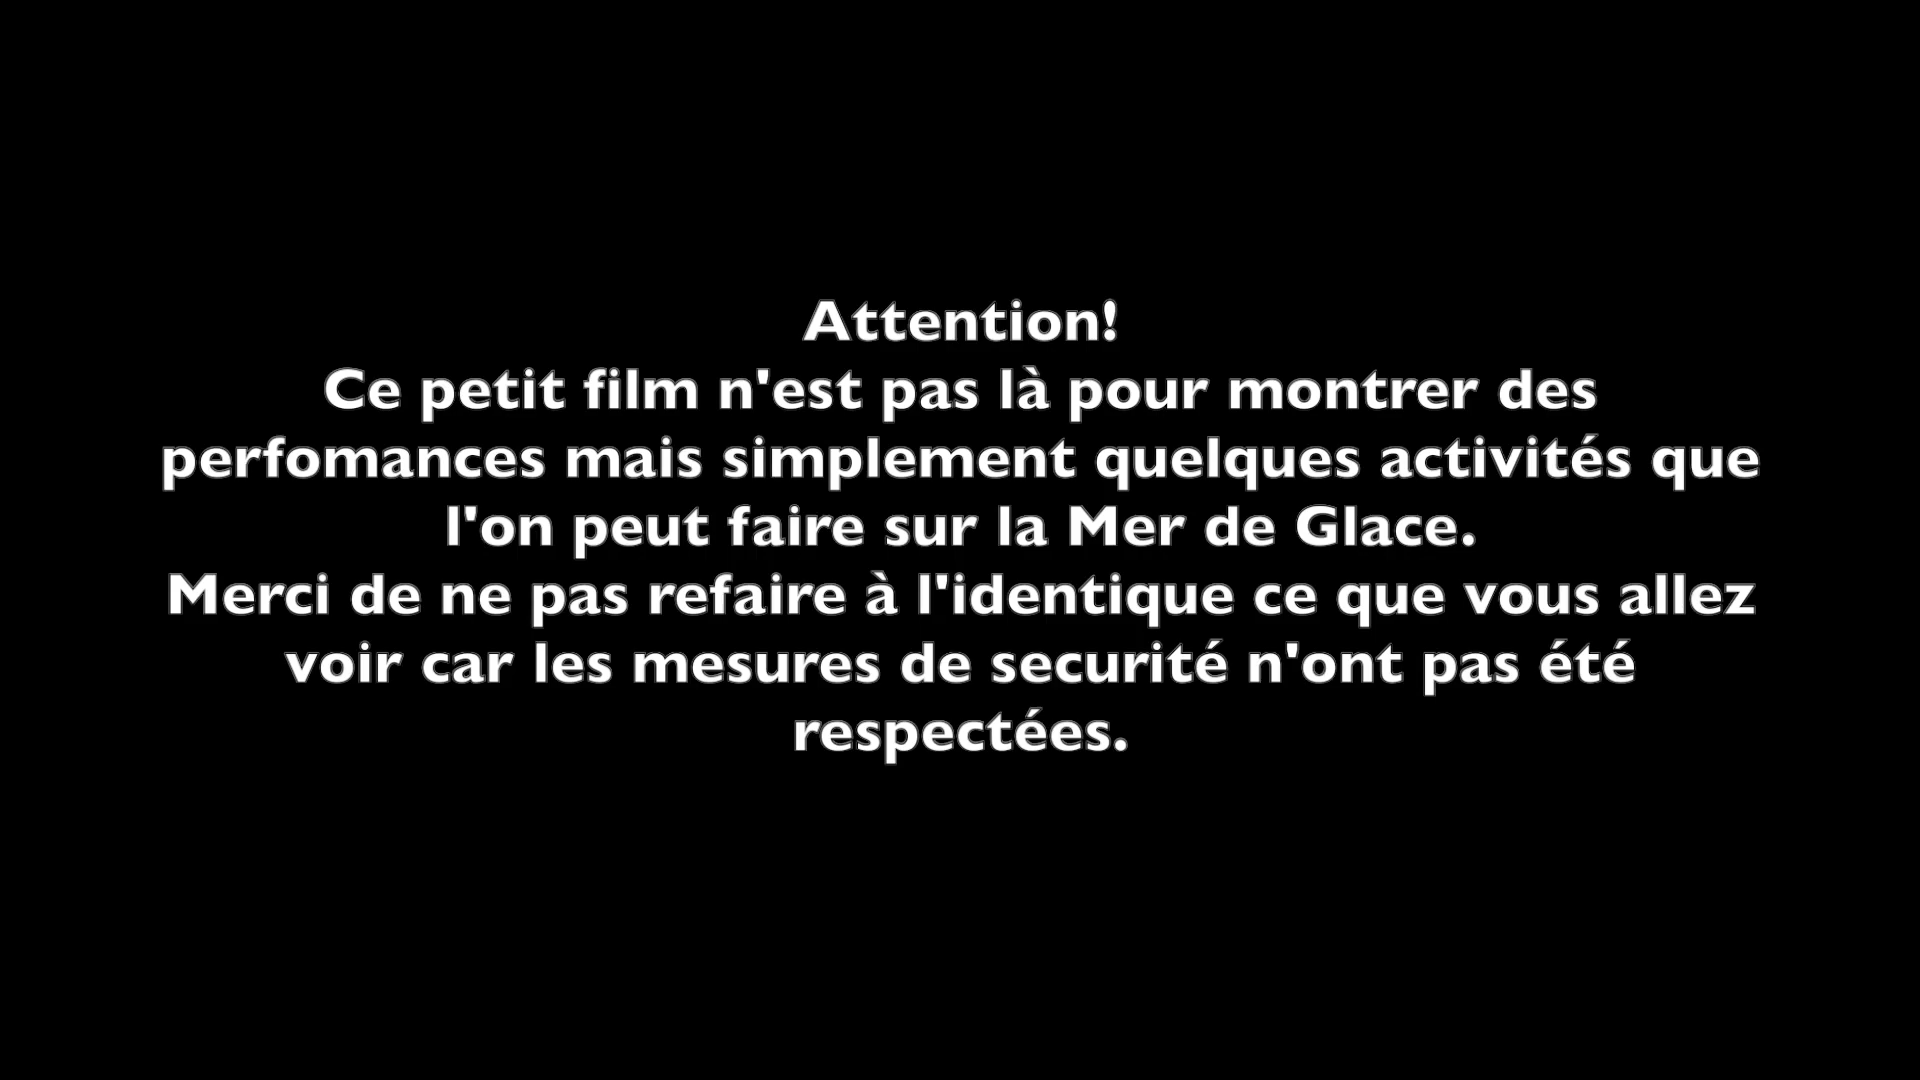 Attention!
Ce petit film n'est pas là pour montrer des
perfomances mais simplement quelques activités que
l'on peut faire sur la Mer de Glace.
Merci de ne pas refaire à l'identique ce que vous allez
voir car les mesures de securité n'ont pas été
respectées.